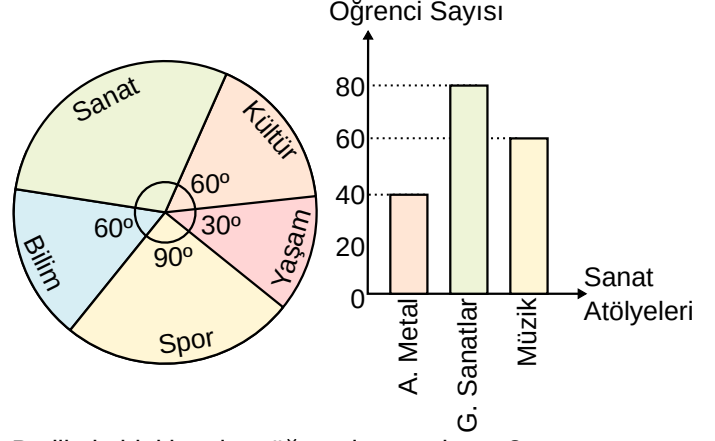 Öğrenci Sayısı
Sanat
Kültür
60º
30º
Yaşam
60º
90º
Bilim
Spor
80
60
40
20
0
A. Metal
G. Sanatlar
Müzik
Sanat
Atölyeleri